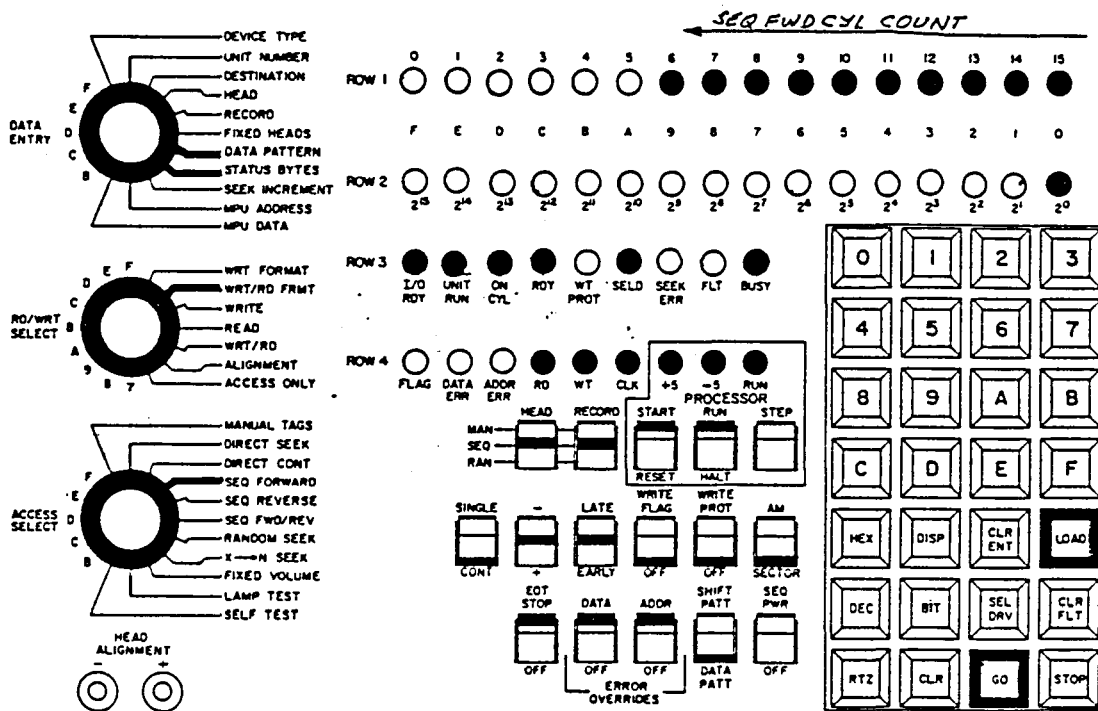 SEQ FWD CYL COUNT
DEVICE TYPE
UNIT NUMBER
DESTINATION
HEAD
RECORD
FIXED HEADS
DATA PATTERN
STATUS BYTES
SEEK INCREMENT
MPU ADDRESS
MPU DATA
DATA ENTRY
F
E
D
C
B
0 1 2 3 4 5 6 7 8 9 10 11 12 13 14 15
ROW 1
F E D C B A 9 8 7 6 5 4 3 2 1 0
ROW 2
2¹⁵ 2¹⁴ 2¹³ 2¹² 2¹¹ 2¹⁰ 2⁹ 2⁸ 2⁷ 2⁶ 2⁵ 2⁴ 2³ 2² 2¹ 2⁰
WRT FORMAT
WRT/RD FRMT
WRITE
READ
WRT/RD
ALIGNMENT
ACCESS ONLY
RD/WRT SELECT
F
E
D
C
B
A
9
8
7
ROW 3
I/O RDY
UNIT RUN
ON CYL
RDY
WT PROT
SELD
SEEK ERR
FLT
BUSY
ROW 4
FLAG
DATA ERR
ADDR ERR
RD
WT
CLK
+5
-5
RUN
PROCESSOR
MANUAL TAGS
DIRECT SEEK
DIRECT CONT
SEQ FORWARD
SEQ REVERSE
SEQ FWD/REV
RANDOM SEEK
X→N SEEK
FIXED VOLUME
LAMP TEST
SELF TEST
ACCESS SELECT
F
E
D
C
B
HEAD ALIGNMENT
- +
HEAD
RECORD
START
RUN
STEP
MAN
SEQ
RAN
RESET
HALT
SINGLE
-
LATE
WRITE FLAG
WRITE PROT
AM
CONT
+
EARLY
OFF
OFF
SECTOR
EOT STOP
DATA
ADDR
SHIFT PATT
SEQ PWR
OFF
OFF
OFF
DATA PATT
OFF
ERROR OVERRIDES
0 1 2 3
4 5 6 7
8 9 A B
C D E F
HEX
DISP
CLR ENT
LOAD
DEC
BIT
SEL DRV
CLR FLT
RTZ
CLR
GO
STOP